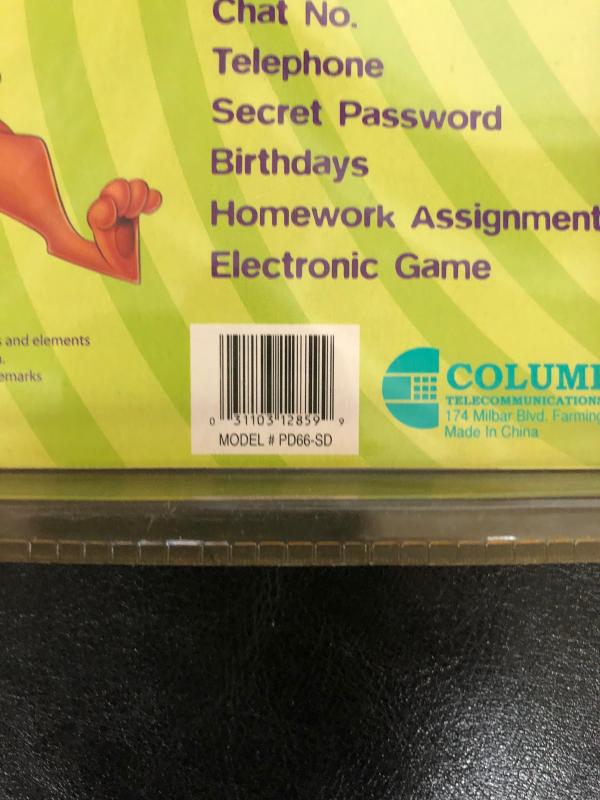 Chat No.
Telephone
Secret Password
Birthdays
Homework Assignment
Electronic Game
and elements
emarks
0 31103 12859 9
MODEL # PD66-SD
COLUM
TELECOMMUNICATIONS
174 Milbar Blvd. Farming
Made In China